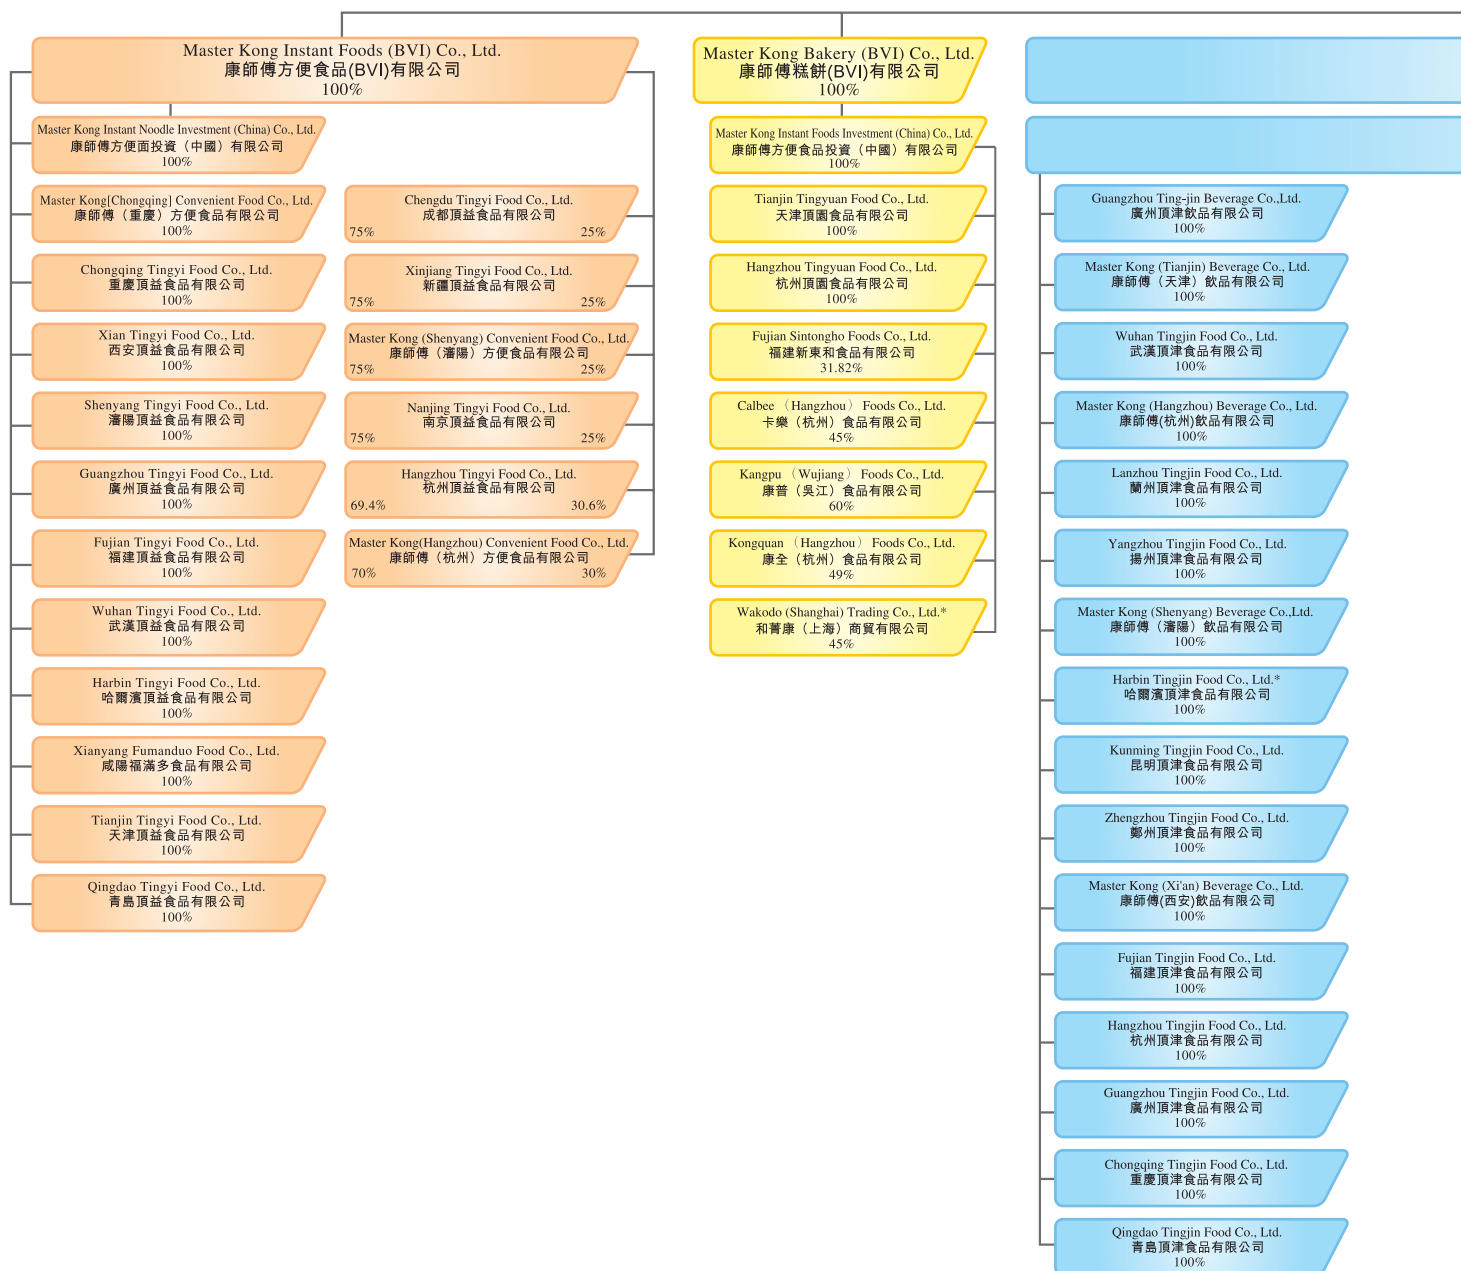 Master Kong Instant Foods (BVI) Co., Ltd.
康師傅方便食品(BVI)有限公司
100%
Master Kong Instant Noodle Investment (China) Co., Ltd.
康師傅方便面投資（中國）有限公司
100%
Master Kong[Chongqing] Convenient Food Co., Ltd.
康師傅（重慶）方便食品有限公司
100%
Chongqing Tingyi Food Co., Ltd.
重慶頂益食品有限公司
100%
Xian Tingyi Food Co., Ltd.
西安頂益食品有限公司
100%
Shenyang Tingyi Food Co., Ltd.
瀋陽頂益食品有限公司
100%
Guangzhou Tingyi Food Co., Ltd.
廣州頂益食品有限公司
100%
Fujian Tingyi Food Co., Ltd.
福建頂益食品有限公司
100%
Wuhan Tingyi Food Co., Ltd.
武漢頂益食品有限公司
100%
Harbin Tingyi Food Co., Ltd.
哈爾濱頂益食品有限公司
100%
Xianyang Fumanduo Food Co., Ltd.
咸陽福滿多食品有限公司
100%
Tianjin Tingyi Food Co., Ltd.
天津頂益食品有限公司
100%
Qingdao Tingyi Food Co., Ltd.
青島頂益食品有限公司
100%
Chengdu Tingyi Food Co., Ltd.
成都頂益食品有限公司
75% 25%
Xinjiang Tingyi Food Co., Ltd.
新疆頂益食品有限公司
75% 25%
Master Kong (Shenyang) Convenient Food Co., Ltd.
康師傅（瀋陽）方便食品有限公司
75% 25%
Nanjing Tingyi Food Co., Ltd.
南京頂益食品有限公司
75% 25%
Hangzhou Tingyi Food Co., Ltd.
杭州頂益食品有限公司
69.4% 30.6%
Master Kong(Hangzhou) Convenient Food Co., Ltd.
康師傅（杭州）方便食品有限公司
70% 30%
Master Kong Bakery (BVI) Co., Ltd.
康師傅糕餅(BVI)有限公司
100%
Master Kong Instant Foods Investment (China) Co., Ltd.
康師傅方便食品投資（中國）有限公司
100%
Tianjin Tingyuan Food Co., Ltd.
天津頂園食品有限公司
100%
Hangzhou Tingyuan Food Co., Ltd.
杭州頂園食品有限公司
100%
Fujian Sintongho Foods Co., Ltd.
福建新東和食品有限公司
31.82%
Calbee （Hangzhou） Foods Co., Ltd.
卡樂（杭州）食品有限公司
45%
Kangpu （Wujiang） Foods Co., Ltd.
康普（吳江）食品有限公司
60%
Kongquan （Hangzhou） Foods Co., Ltd.
康全（杭州）食品有限公司
49%
Wakodo (Shanghai) Trading Co., Ltd.*
和菁康（上海）商貿有限公司
45%
Guangzhou Ting-jin Beverage Co.,Ltd.
廣州頂津飲品有限公司
100%
Master Kong (Tianjin) Beverage Co., Ltd.
康師傅（天津）飲品有限公司
100%
Wuhan Tingjin Food Co., Ltd.
武漢頂津食品有限公司
100%
Master Kong (Hangzhou) Beverage Co., Ltd.
康師傅(杭州)飲品有限公司
100%
Lanzhou Tingjin Food Co., Ltd.
蘭州頂津食品有限公司
100%
Yangzhou Tingjin Food Co., Ltd.
揚州頂津食品有限公司
100%
Master Kong (Shenyang) Beverage Co.,Ltd.
康師傅（瀋陽）飲品有限公司
100%
Harbin Tingjin Food Co., Ltd.*
哈爾濱頂津食品有限公司
100%
Kunming Tingjin Food Co., Ltd.
昆明頂津食品有限公司
100%
Zhengzhou Tingjin Food Co., Ltd.
鄭州頂津食品有限公司
100%
Master Kong (Xi'an) Beverage Co., Ltd.
康師傅(西安)飲品有限公司
100%
Fujian Tingjin Food Co., Ltd.
福建頂津食品有限公司
100%
Hangzhou Tingjin Food Co., Ltd.
杭州頂津食品有限公司
100%
Guangzhou Tingjin Food Co., Ltd.
廣州頂津食品有限公司
100%
Chongqing Tingjin Food Co., Ltd.
重慶頂津食品有限公司
100%
Qingdao Tingjin Food Co., Ltd.
青島頂津食品有限公司
100%